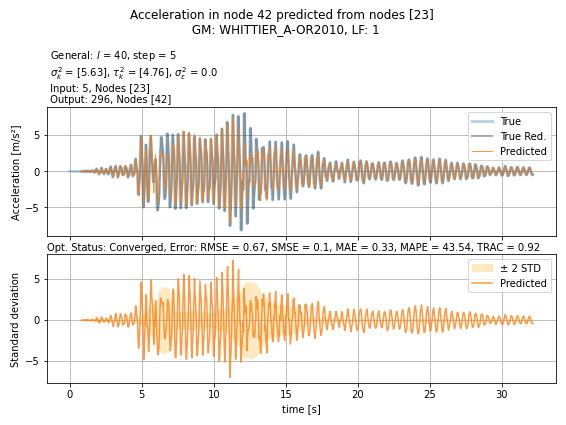 Acceleration in node 42 predicted from nodes [23]
GM: WHITTIER_A-OR2010, LF: 1
General: l = 40, step = 5
σ²ₖ = [5.63], τ²ₖ = [4.76], σ²ε = 0.0
Input: 5, Nodes [23]
Output: 296, Nodes [42]
Acceleration [m/s²]
5
0
−5
True
True Red.
Predicted
Opt. Status: Converged, Error: RMSE = 0.67, SMSE = 0.1, MAE = 0.33, MAPE = 43.54, TRAC = 0.92
Standard deviation
5
0
−5
± 2 STD
Predicted
0 5 10 15 20 25 30
time [s]